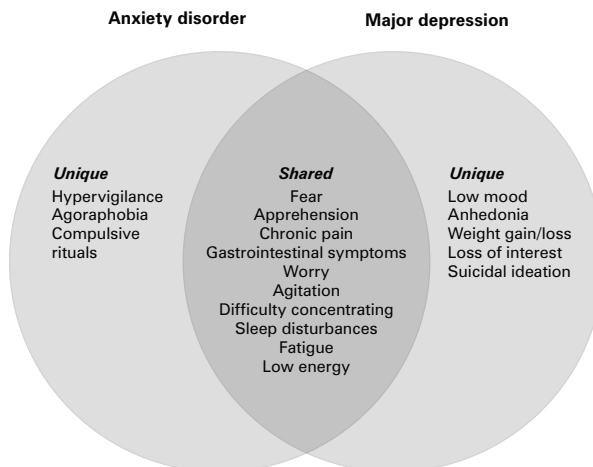 Anxiety disorder
Major depression
Unique
Hypervigilance
Agoraphobia
Compulsive
rituals
Shared
Fear
Apprehension
Chronic pain
Gastrointestinal symptoms
Worry
Agitation
Difficulty concentrating
Sleep disturbances
Fatigue
Low energy
Unique
Low mood
Anhedonia
Weight gain/loss
Loss of interest
Suicidal ideation